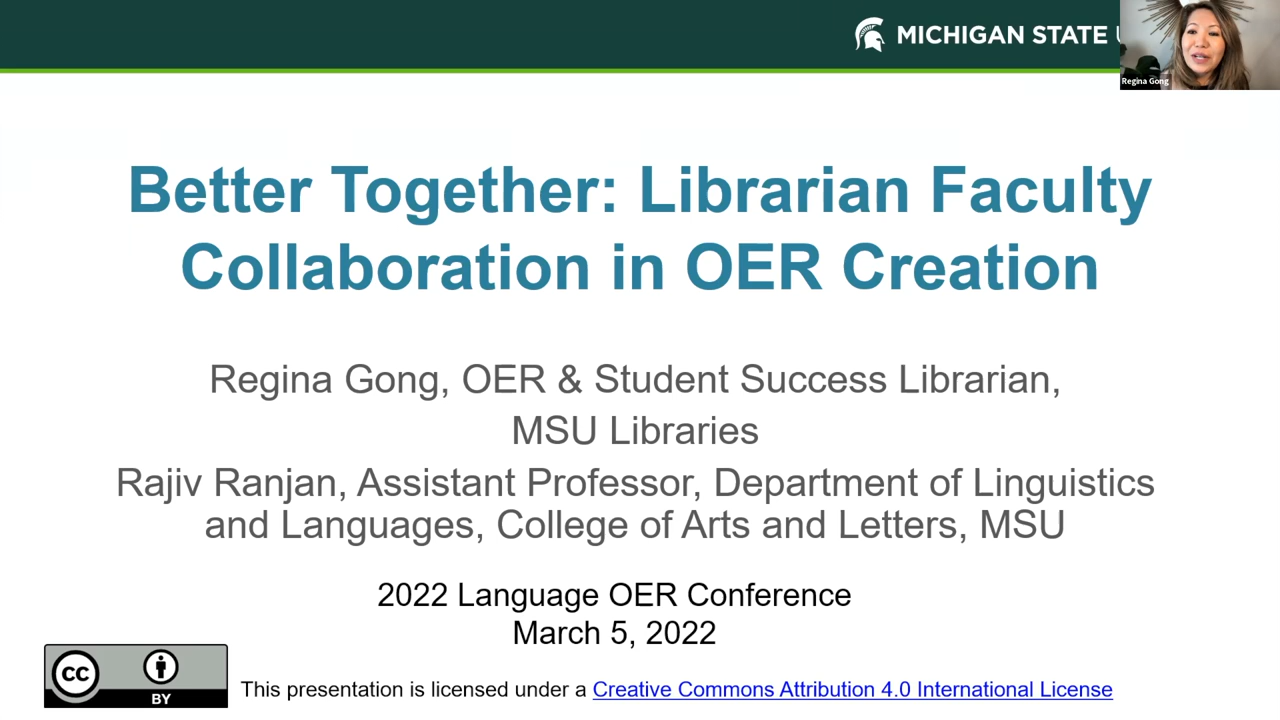 MICHIGAN STATE U
Regina Gong
Better Together: Librarian Faculty
Collaboration in OER Creation
Regina Gong, OER & Student Success Librarian,
MSU Libraries
Rajiv Ranjan, Assistant Professor, Department of Linguistics
and Languages, College of Arts and Letters, MSU
2022 Language OER Conference
March 5, 2022
CC
BY
This presentation is licensed under a Creative Commons Attribution 4.0 International License